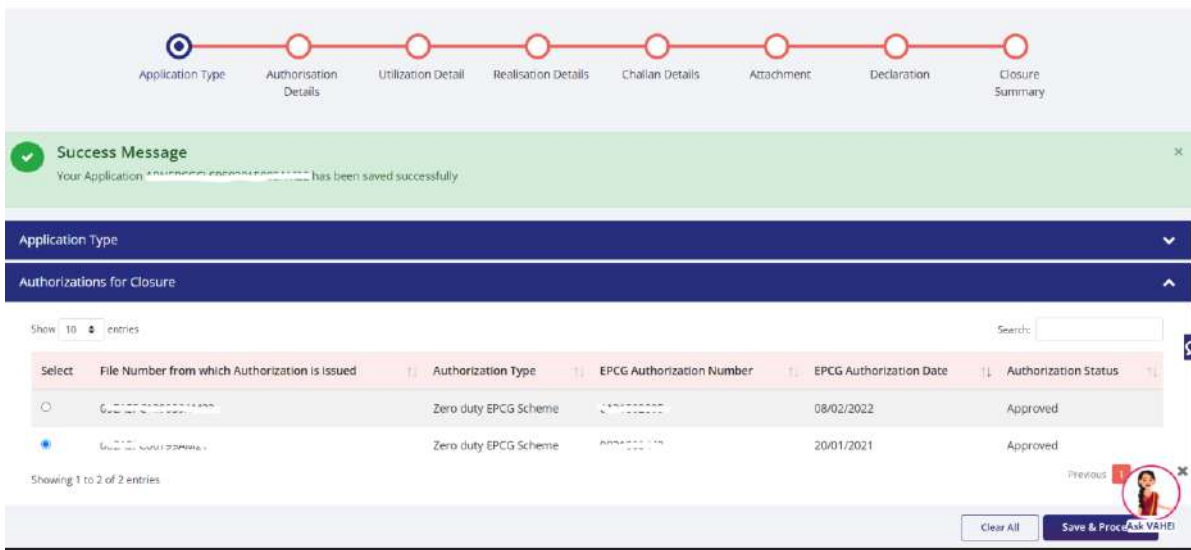 Application Type
Authorisation Details
Utilization Detail
Realisation Details
Challan Details
Attachment
Declaration
Closure Summary
Success Message
Your Application has been saved successfully
Application Type
Authorizations for Closure
Show 10 entries
Search:
Select File Number from which Authorization is Issued Authorization Type EPCG Authorization Number EPCG Authorization Date Authorization Status
Zero duty EPCG Scheme 08/02/2022 Approved
Zero duty EPCG Scheme 20/01/2021 Approved
Showing 1 to 2 of 2 entries
Previous 1
Clear All
Save & Proce
Ask VAHEI